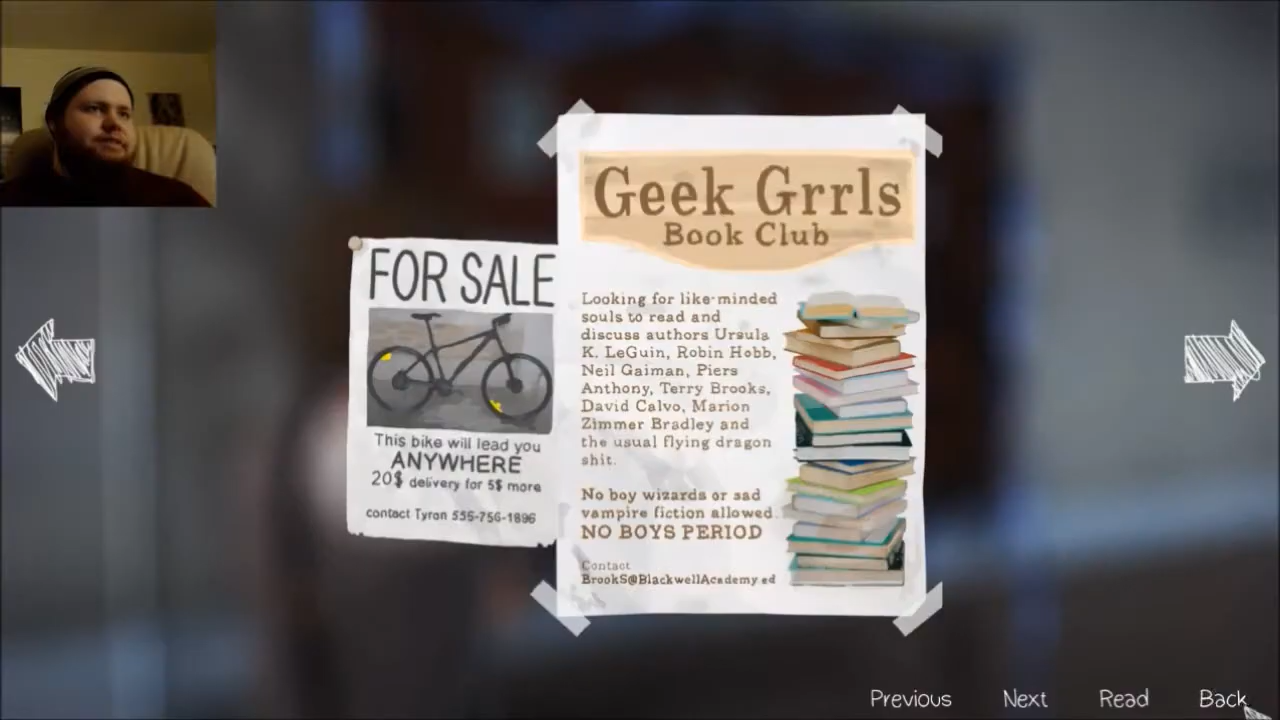 FOR SALE
This bike will lead you
ANYWHERE
20$ delivery for 5$ more
contact Tyron 555-756-1896
Geek Grrls
Book Club
Looking for like-minded
souls to read and
discuss authors Ursula
K. LeGuin, Robin Hobb,
Neil Gaiman, Piers
Anthony, Terry Brooks,
David Calvo, Marion
Zimmer Bradley and
the usual flying dragon
shit.
No boy wizards or sad
vampire fiction allowed.
NO BOYS PERIOD
Contact
BrookS@BlackwellAcademy.ed
Previous Next Read Back